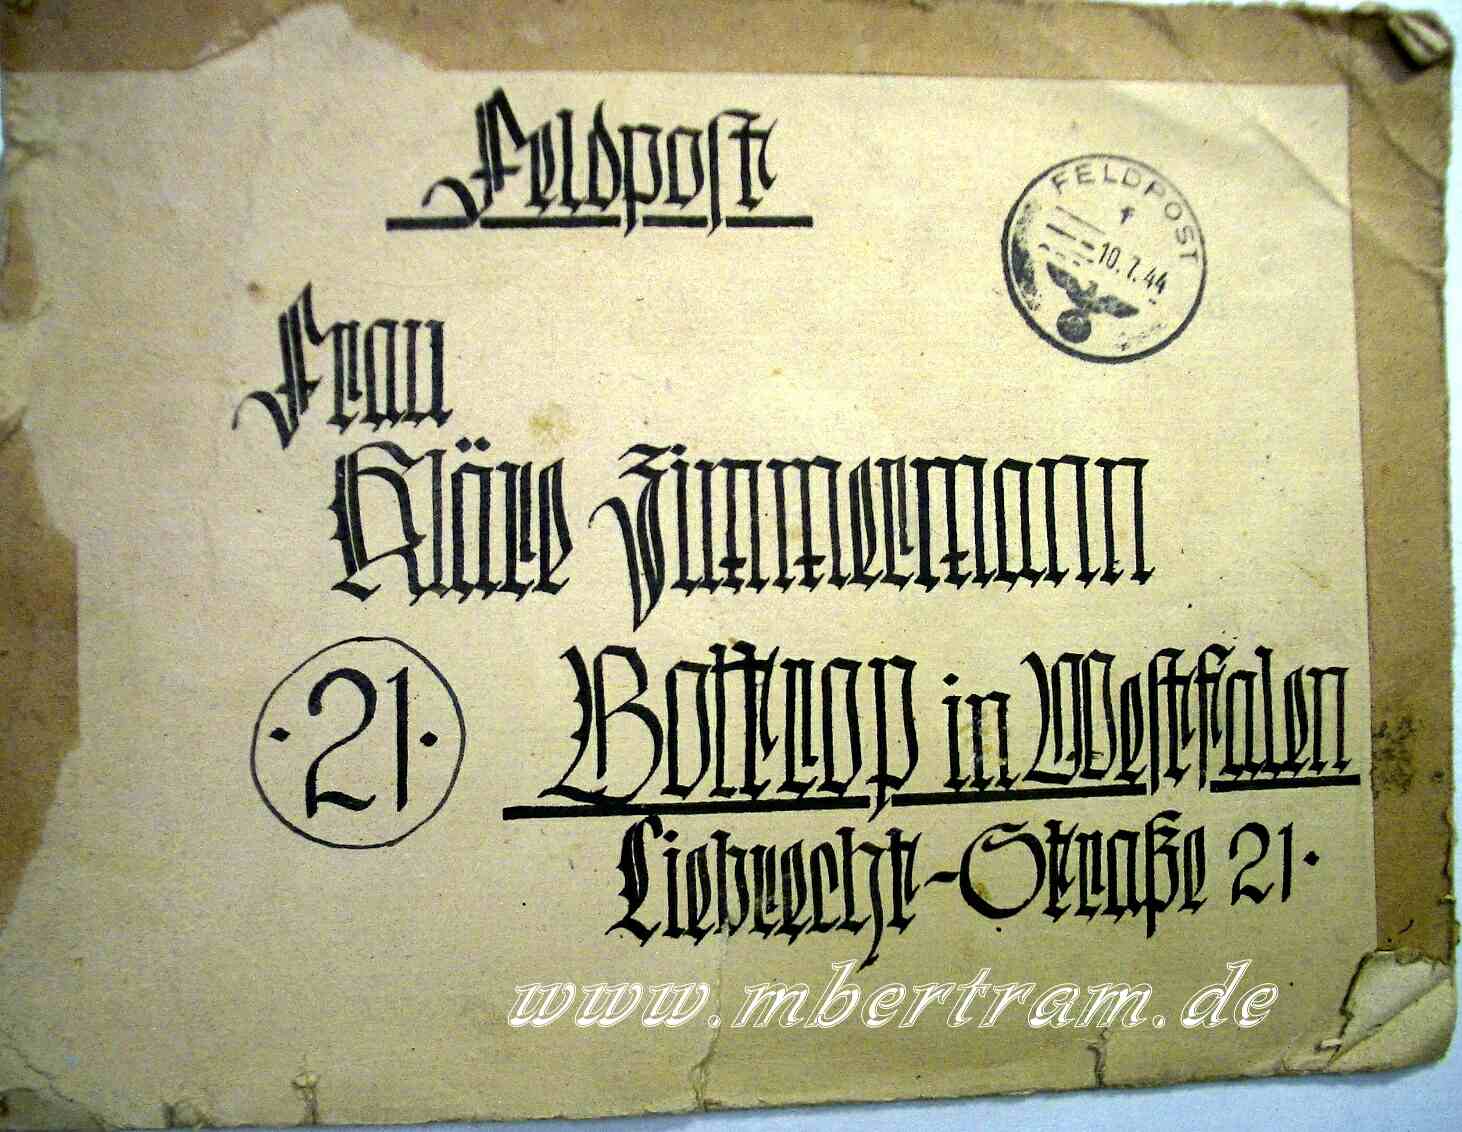 Feldpost
FELDPOST
f
10.7.44
Frau
Kläre Zimmermann
·21·
Bottrop in Westfalen
Liebrecht-Straße 21·
www.mbertram.de